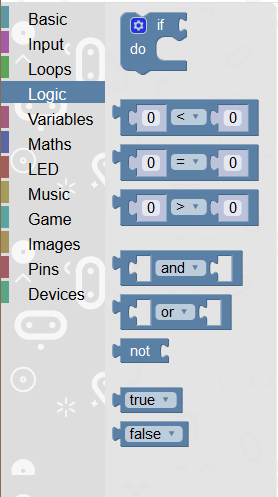 Basic
Input
Loops
Logic
Variables
Maths
LED
Music
Game
Images
Pins
Devices
if
do
0 < 0
0 = 0
0 > 0
and
or
not
true
false